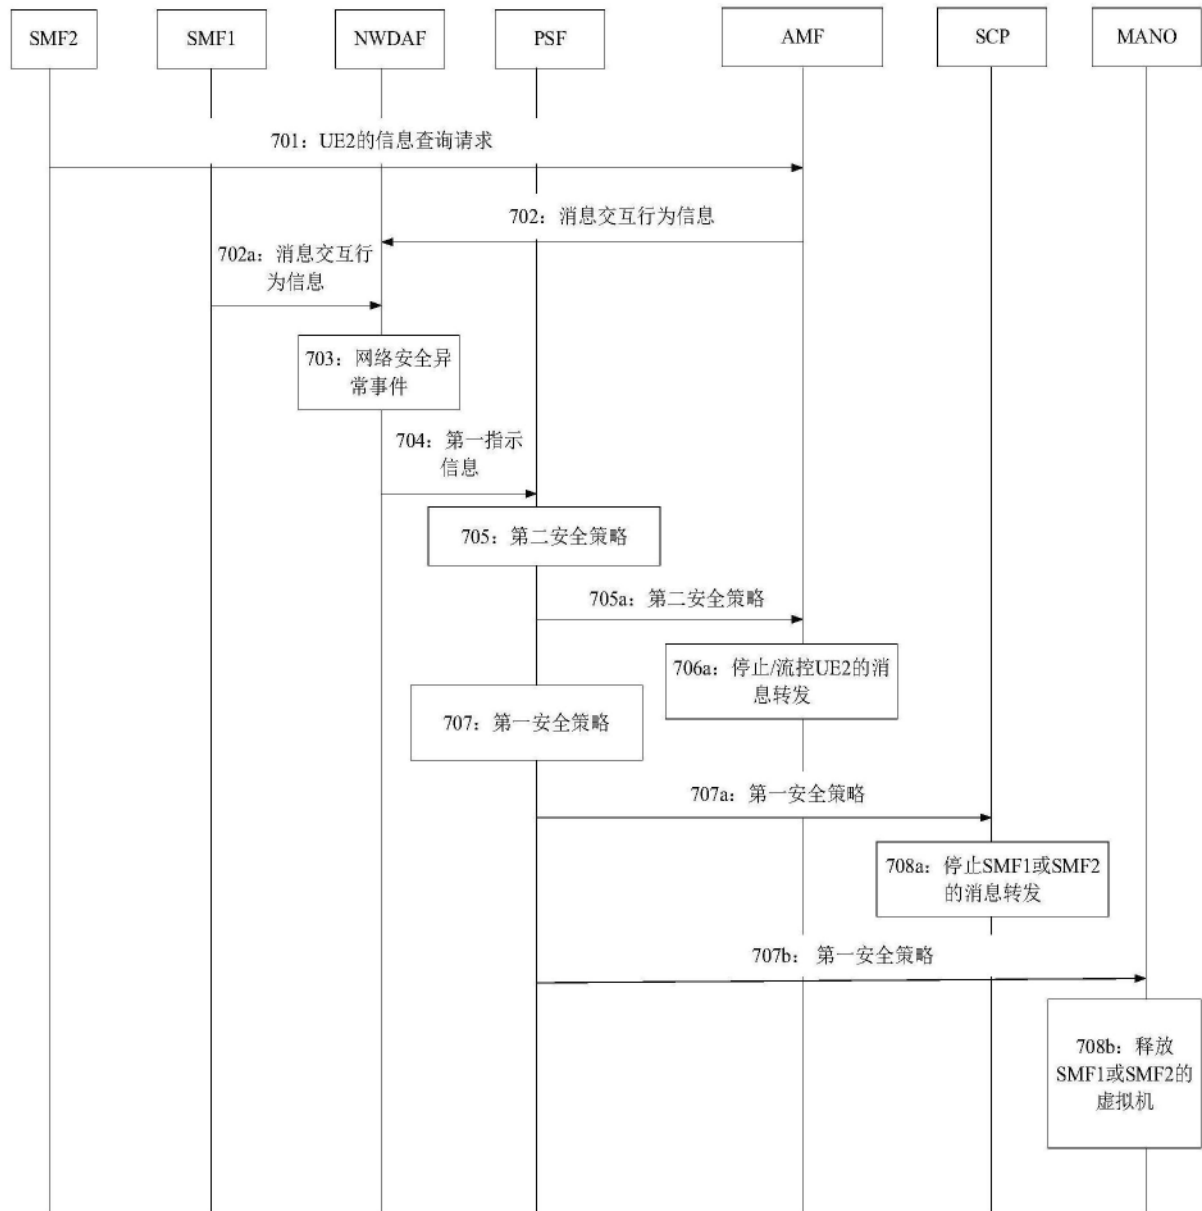 SMF2
SMF1
NWDAF
PSF
AMF
SCP
MANO
701：UE2的信息查询请求
702：消息交互行为信息
702a：消息交互行
为信息
703：网络安全异
常事件
704：第一指示
信息
705：第二安全策略
705a：第二安全策略
706a：停止/流控UE2的消
息转发
707：第一安全策略
707a：第一安全策略
708a：停止SMF1或SMF2
的消息转发
707b： 第一安全策略
708b：释放
SMF1或SMF2的
虚拟机